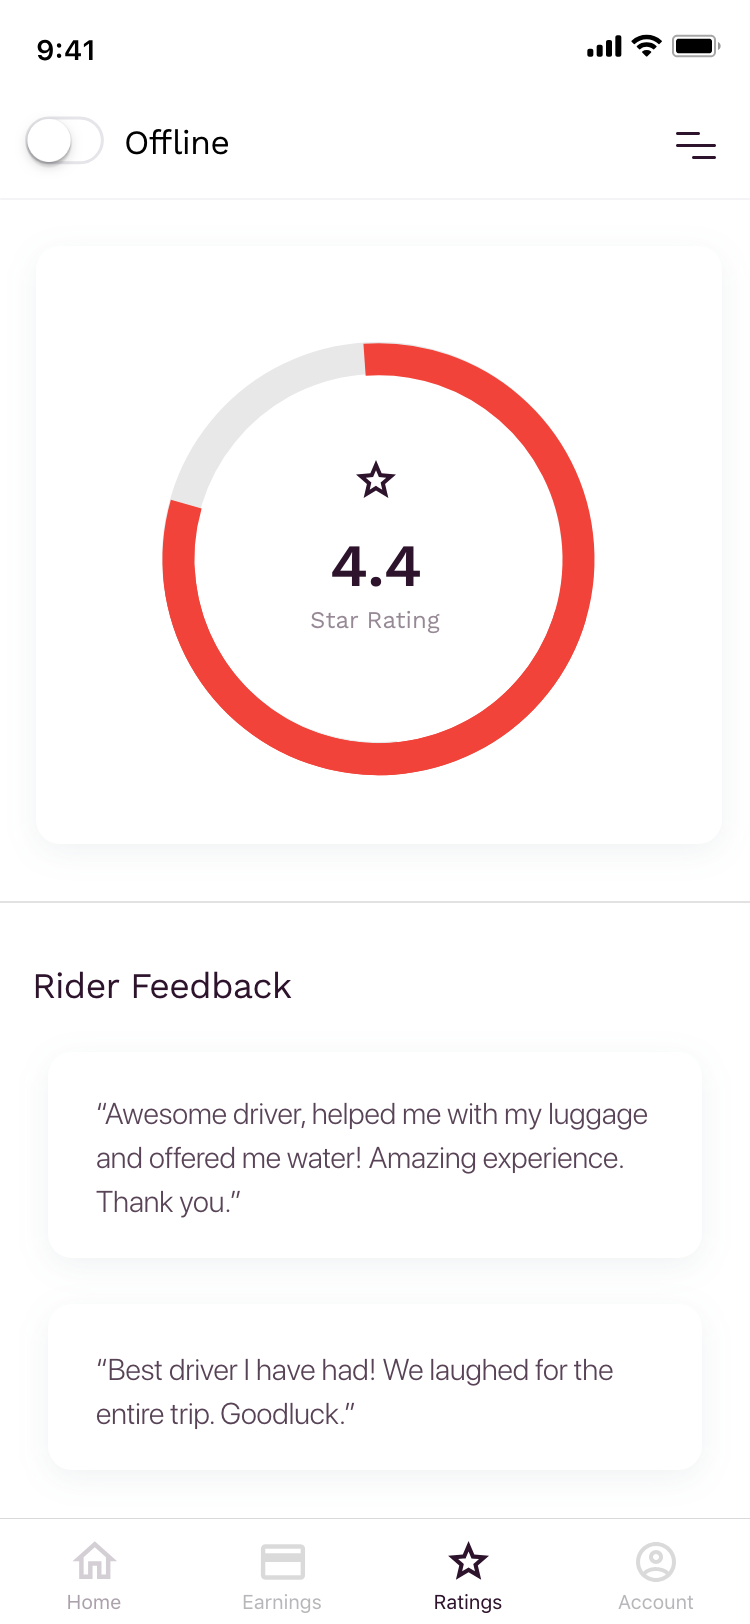 9:41
Offline
4.4
Star Rating
Rider Feedback
“Awesome driver, helped me with my luggage
and offered me water! Amazing experience.
Thank you.”
“Best driver I have had! We laughed for the
entire trip. Goodluck.”
Home
Earnings
Ratings
Account